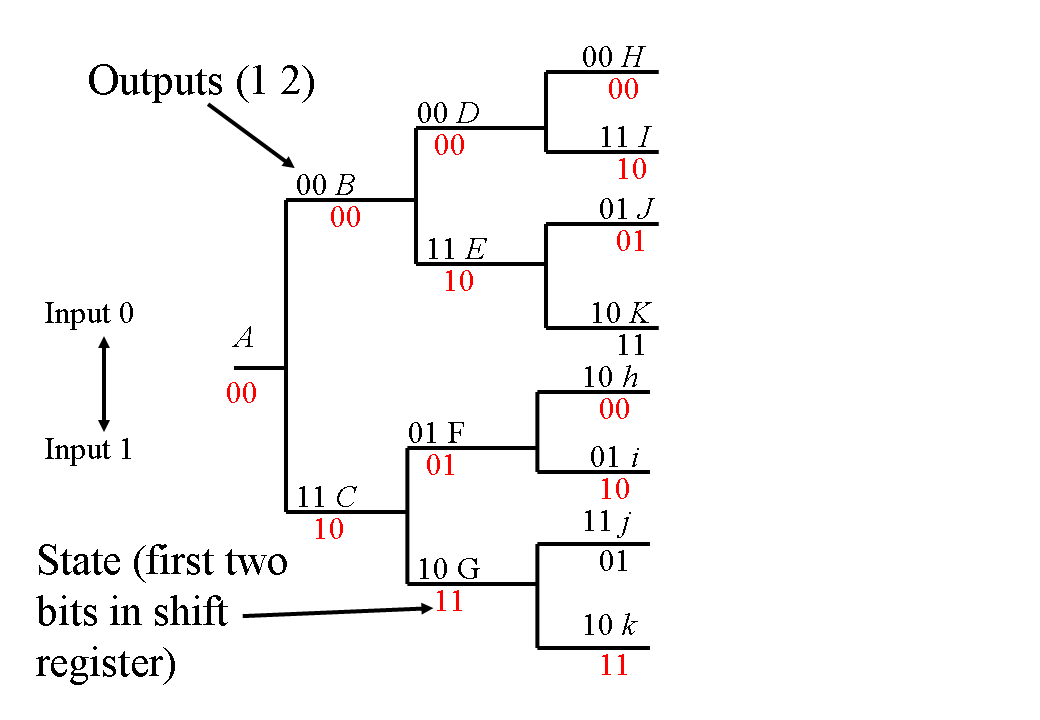 Outputs (1 2)
00 H
00
11 I
10
00 D
00
00 B
00
01 J
01
11 E
10
10 K
11
Input 0
A
00
Input 1
10 h
00
01 F
01
01 i
10
11 C
10
11 j
01
10 G
11
10 k
11
State (first two
bits in shift
register)